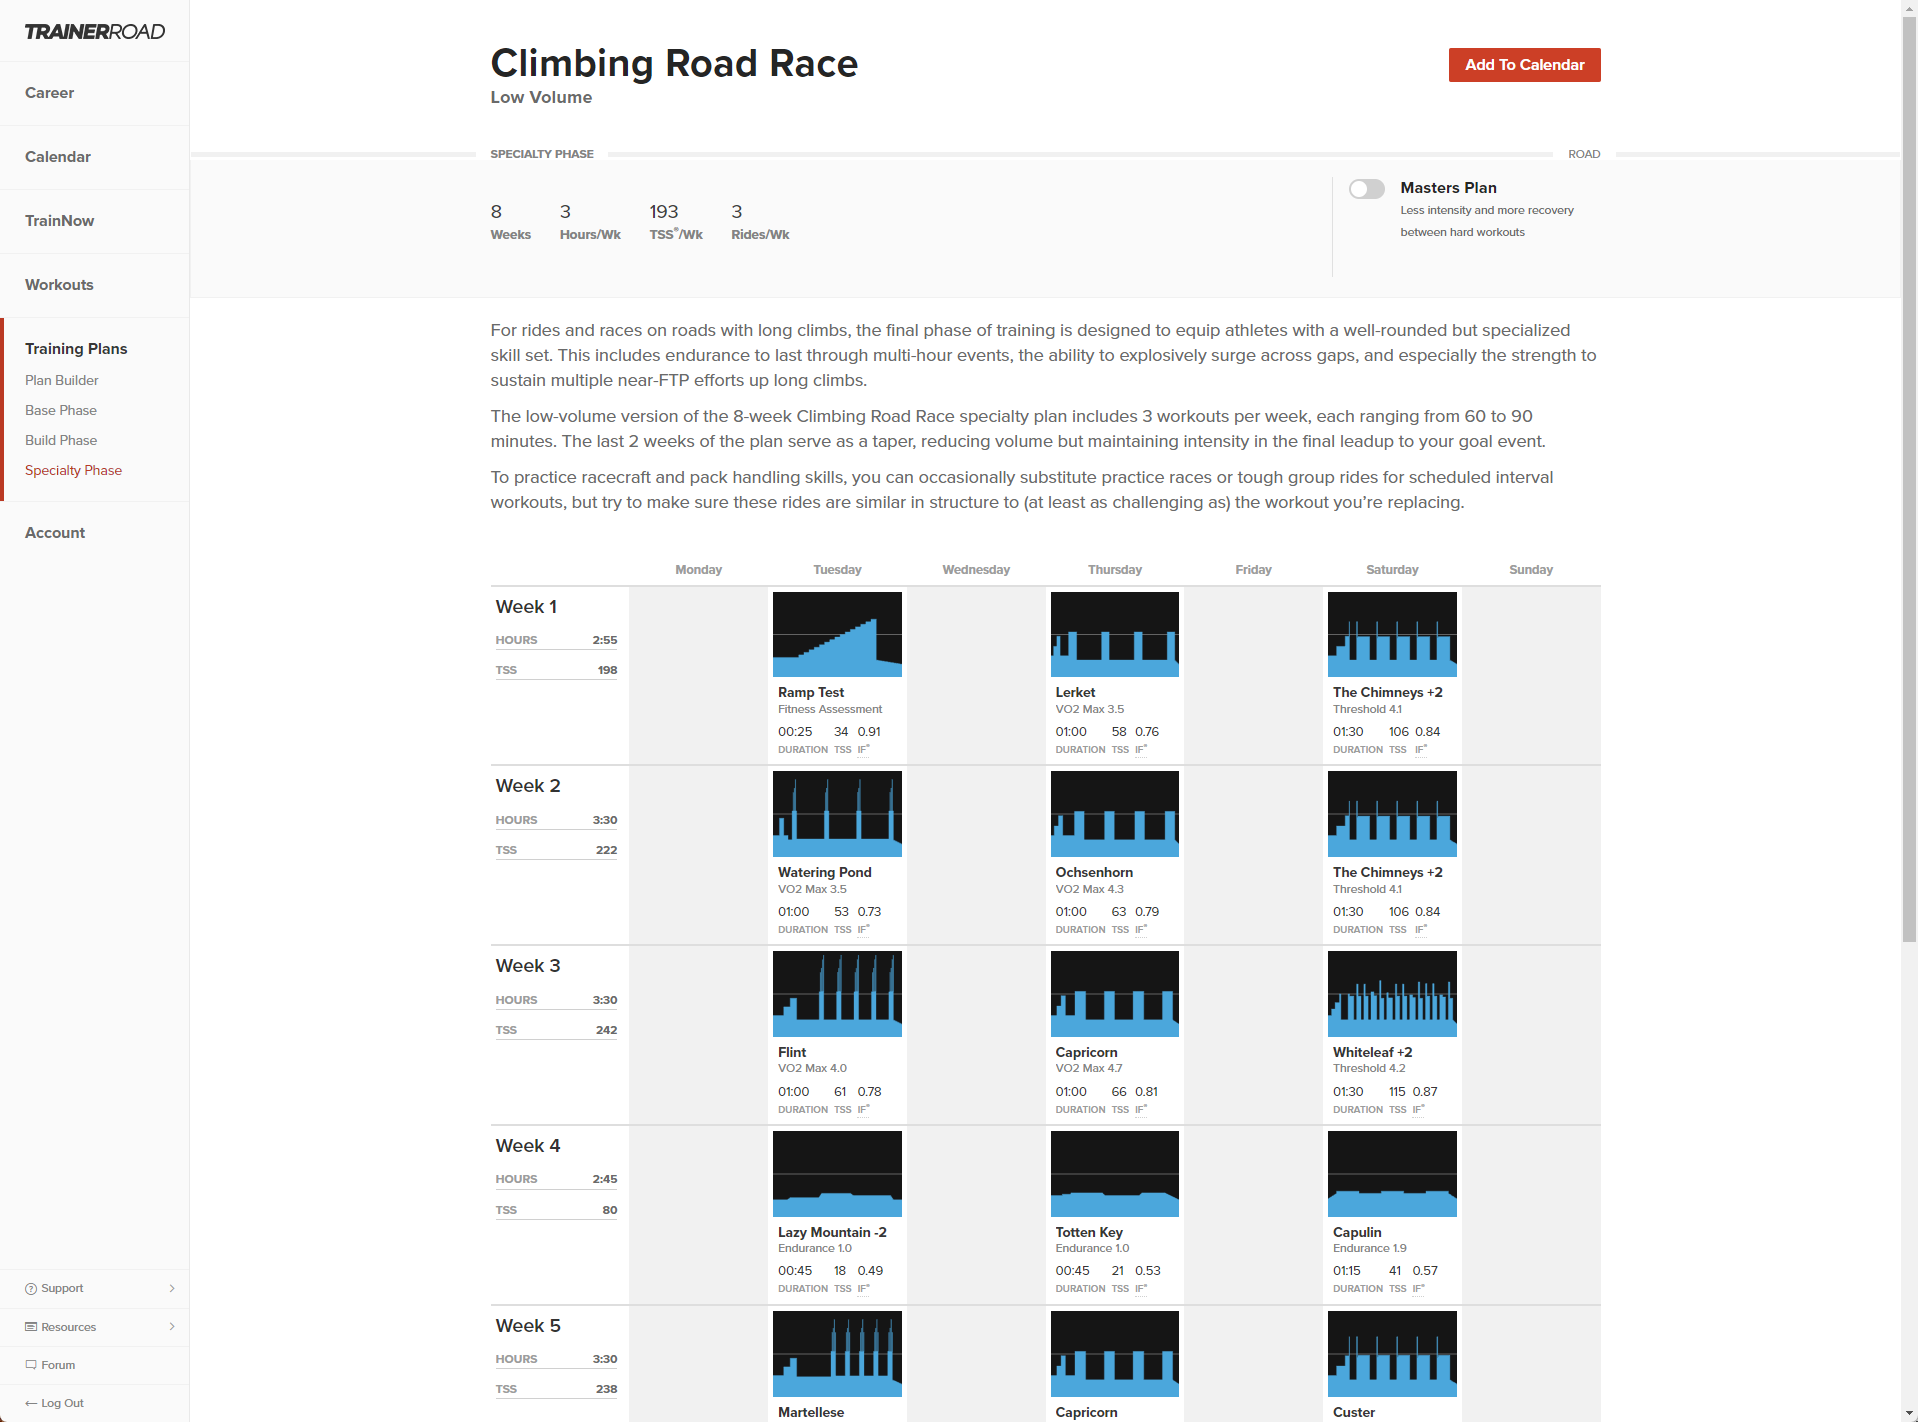 TRAINERROAD
Career
Calendar
TrainNow
Workouts
Training Plans
Plan Builder
Base Phase
Build Phase
Specialty Phase
Account
Support
Resources
Forum
Log Out
Climbing Road Race
Low Volume
Add To Calendar
SPECIALTY PHASE
ROAD
8 3 193 3
Weeks Hours/Wk TSS®/Wk Rides/Wk
Masters Plan
Less intensity and more recovery
between hard workouts
For rides and races on roads with long climbs, the final phase of training is designed to equip athletes with a well-rounded but specialized
skill set. This includes endurance to last through multi-hour events, the ability to explosively surge across gaps, and especially the strength to
sustain multiple near-FTP efforts up long climbs.
The low-volume version of the 8-week Climbing Road Race specialty plan includes 3 workouts per week, each ranging from 60 to 90
minutes. The last 2 weeks of the plan serve as a taper, reducing volume but maintaining intensity in the final leadup to your goal event.
To practice racecraft and pack handling skills, you can occasionally substitute practice races or tough group rides for scheduled interval
workouts, but try to make sure these rides are similar in structure to (at least as challenging as) the workout you’re replacing.
Monday Tuesday Wednesday Thursday Friday Saturday Sunday
Week 1
HOURS 2:55
TSS 198
Ramp Test
Fitness Assessment
00:25 34 0.91
DURATION TSS IF®
Lerket
VO2 Max 3.5
01:00 58 0.76
DURATION TSS IF®
The Chimneys +2
Threshold 4.1
01:30 106 0.84
DURATION TSS IF®
Week 2
HOURS 3:30
TSS 222
Watering Pond
VO2 Max 3.5
01:00 53 0.73
DURATION TSS IF®
Ochsenhorn
VO2 Max 4.3
01:00 63 0.79
DURATION TSS IF®
The Chimneys +2
Threshold 4.1
01:30 106 0.84
DURATION TSS IF®
Week 3
HOURS 3:30
TSS 242
Flint
VO2 Max 4.0
01:00 61 0.78
DURATION TSS IF®
Capricorn
VO2 Max 4.7
01:00 66 0.81
DURATION TSS IF®
Whiteleaf +2
Threshold 4.2
01:30 115 0.87
DURATION TSS IF®
Week 4
HOURS 2:45
TSS 80
Lazy Mountain -2
Endurance 1.0
00:45 18 0.49
DURATION TSS IF®
Totten Key
Endurance 1.0
00:45 21 0.53
DURATION TSS IF®
Capulin
Endurance 1.9
01:15 41 0.57
DURATION TSS IF®
Week 5
HOURS 3:30
TSS 238
Martellese
Capricorn
Custer